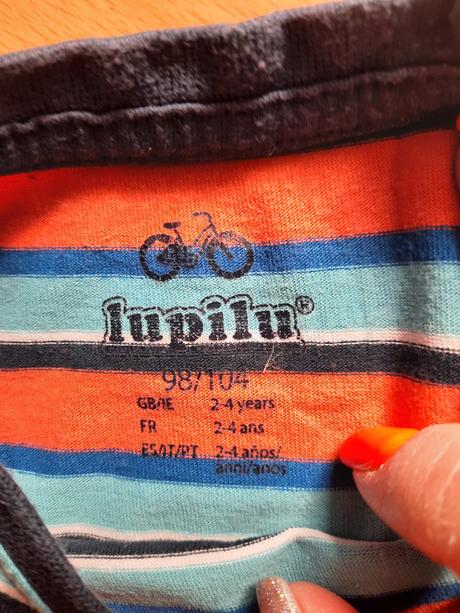 lupilu®
98/104
GB/IE 2-4 years
FR 2-4 ans
ES/IT/PT 2-4 años/
anni/anos